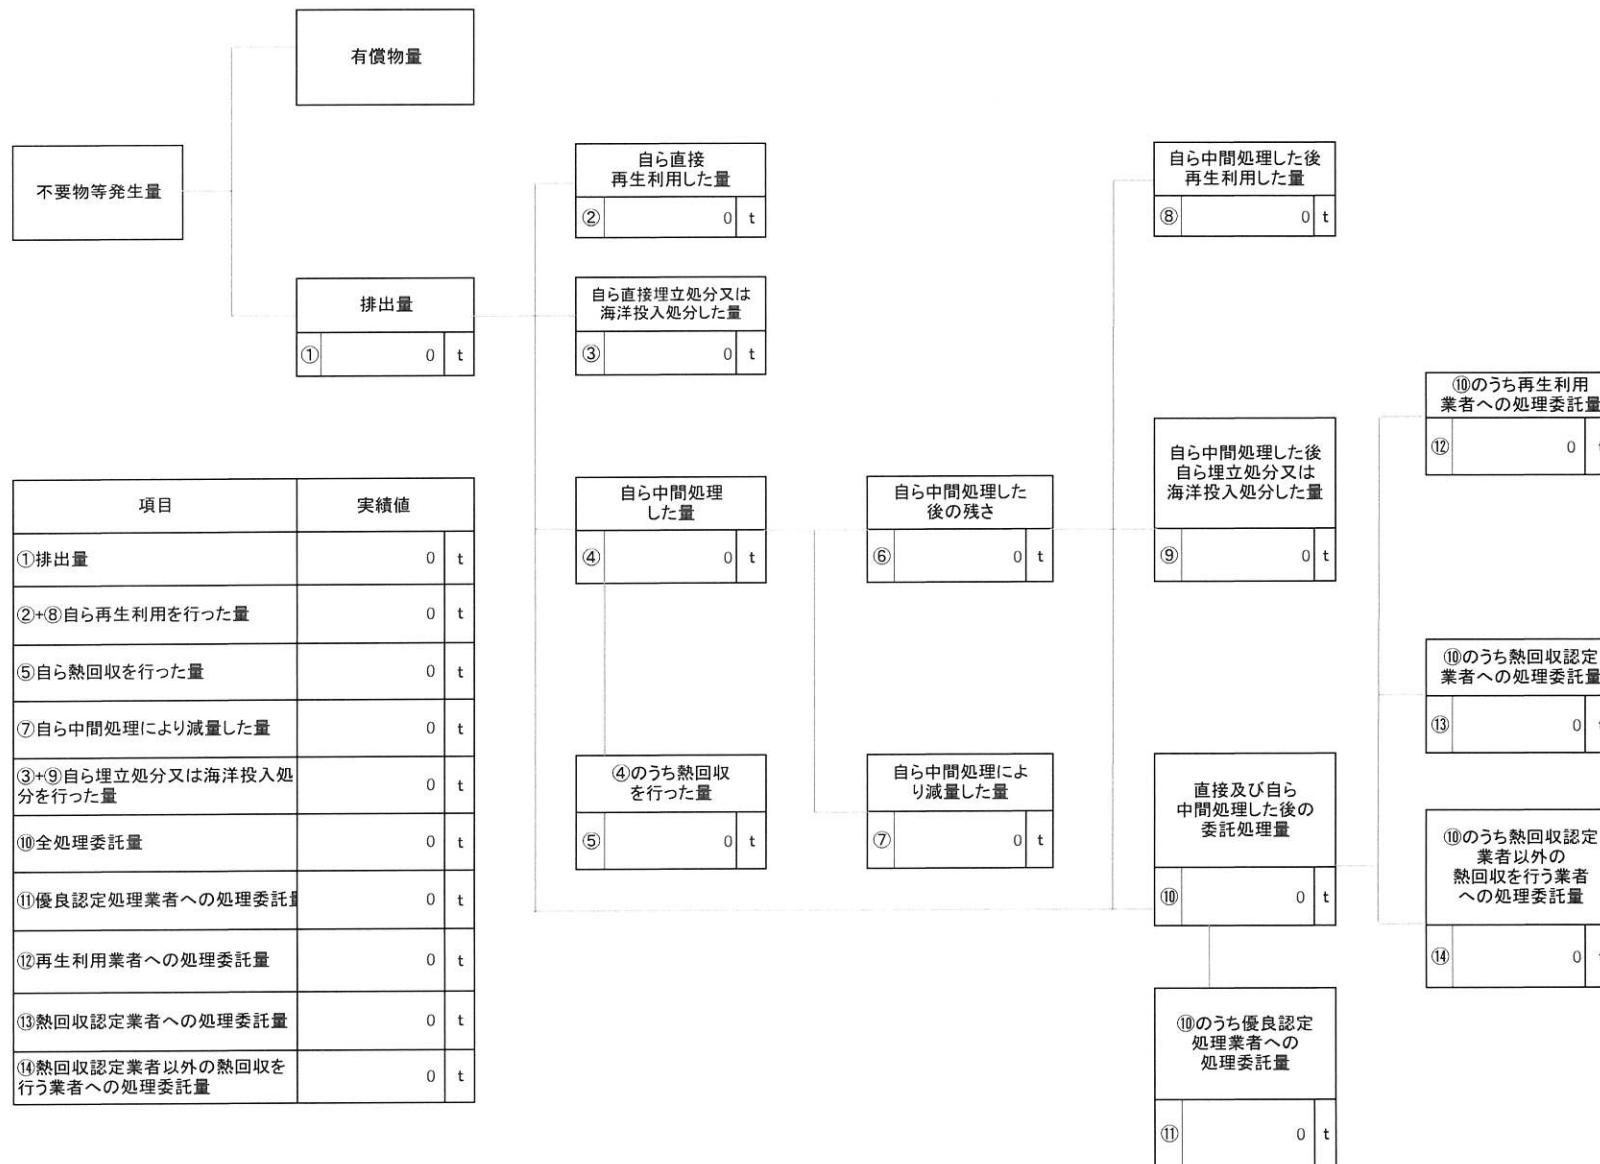 有償物量
不要物等発生量
排出量
① 0 t
自ら直接
再生利用した量
② 0 t
自ら直接埋立処分又は
海洋投入処分した量
③ 0 t
自ら中間処理
した量
④ 0 t
④のうち熱回収
を行った量
⑤ 0 t
自ら中間処理した
後の残さ
⑥ 0 t
自ら中間処理によ
り減量した量
⑦ 0 t
自ら中間処理した後
再生利用した量
⑧ 0 t
自ら中間処理した後
自ら埋立処分又は
海洋投入処分した量
⑨ 0 t
直接及び自ら
中間処理した後の
委託処理量
⑩ 0 t
⑩のうち優良認定
処理業者への
処理委託量
⑪ 0 t
⑩のうち再生利用
業者への処理委託量
⑫ 0
⑩のうち熱回収認定
業者への処理委託量
⑬ 0
⑩のうち熱回収認定
業者以外の
熱回収を行う業者
への処理委託量
⑭ 0
項目 実績値
①排出量 0 t
②+⑧自ら再生利用を行った量 0 t
⑤自ら熱回収を行った量 0 t
⑦自ら中間処理により減量した量 0 t
③+⑨自ら埋立処分又は海洋投入処
分を行った量 0 t
⑩全処理委託量 0 t
⑪優良認定処理業者への処理委託量 0 t
⑫再生利用業者への処理委託量 0 t
⑬熱回収認定業者への処理委託量 0 t
⑭熱回収認定業者以外の熱回収を
行う業者への処理委託量 0 t